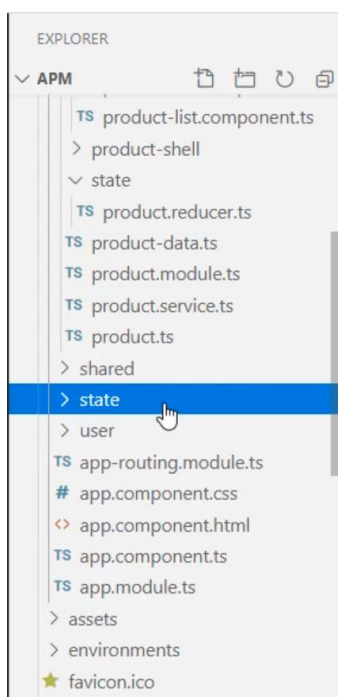 EXPLORER
APM
TS product-list.component.ts
product-shell
state
TS product.reducer.ts
TS product-data.ts
TS product.module.ts
TS product.service.ts
TS product.ts
shared
state
user
TS app-routing.module.ts
# app.component.css
<> app.component.html
TS app.component.ts
TS app.module.ts
assets
environments
favicon.ico